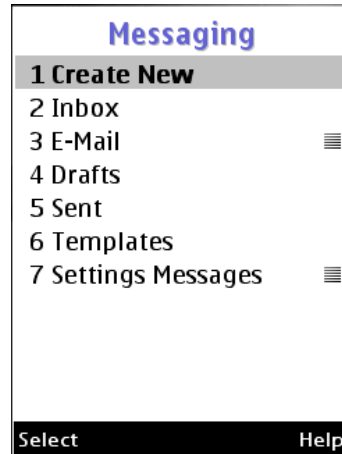 Messaging
1 Create New
2 Inbox
3 E-Mail
4 Drafts
5 Sent
6 Templates
7 Settings Messages
Select Help